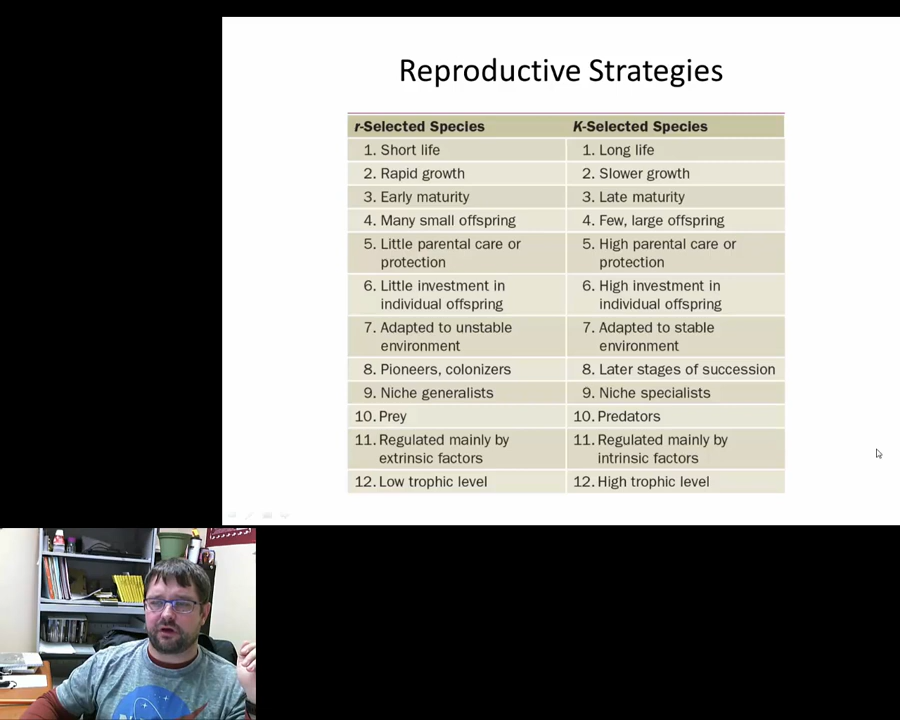 Reproductive Strategies
r-Selected Species K-Selected Species
1. Short life 1. Long life
2. Rapid growth 2. Slower growth
3. Early maturity 3. Late maturity
4. Many small offspring 4. Few, large offspring
5. Little parental care or 5. High parental care or
protection protection
6. Little investment in 6. High investment in
individual offspring individual offspring
7. Adapted to unstable 7. Adapted to stable
environment environment
8. Pioneers, colonizers 8. Later stages of succession
9. Niche generalists 9. Niche specialists
10. Prey 10. Predators
11. Regulated mainly by 11. Regulated mainly by
extrinsic factors intrinsic factors
12. Low trophic level 12. High trophic level